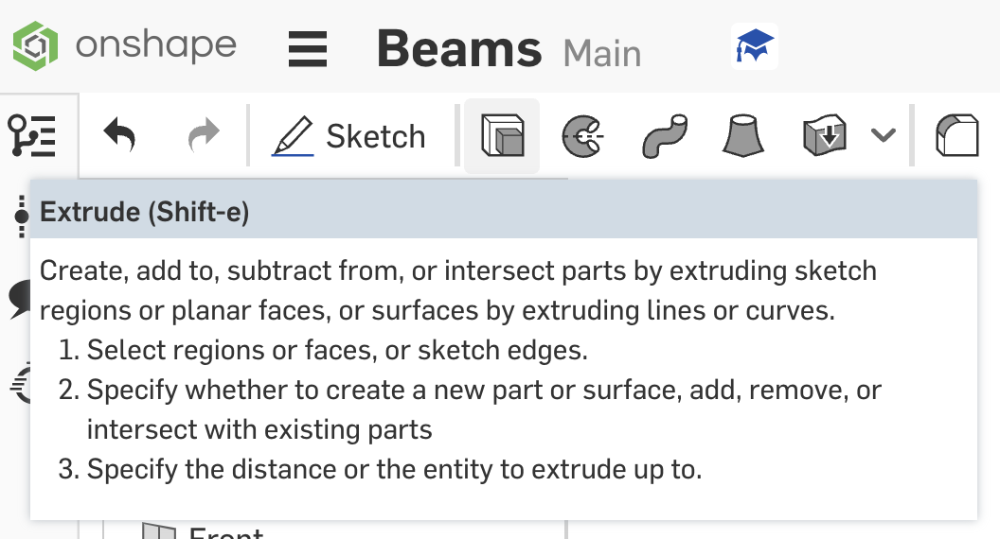 onshape Beams Main
Sketch
Extrude (Shift-e)
Create, add to, subtract from, or intersect parts by extruding sketch
regions or planar faces, or surfaces by extruding lines or curves.
1. Select regions or faces, or sketch edges.
2. Specify whether to create a new part or surface, add, remove, or
intersect with existing parts
3. Specify the distance or the entity to extrude up to.
Front